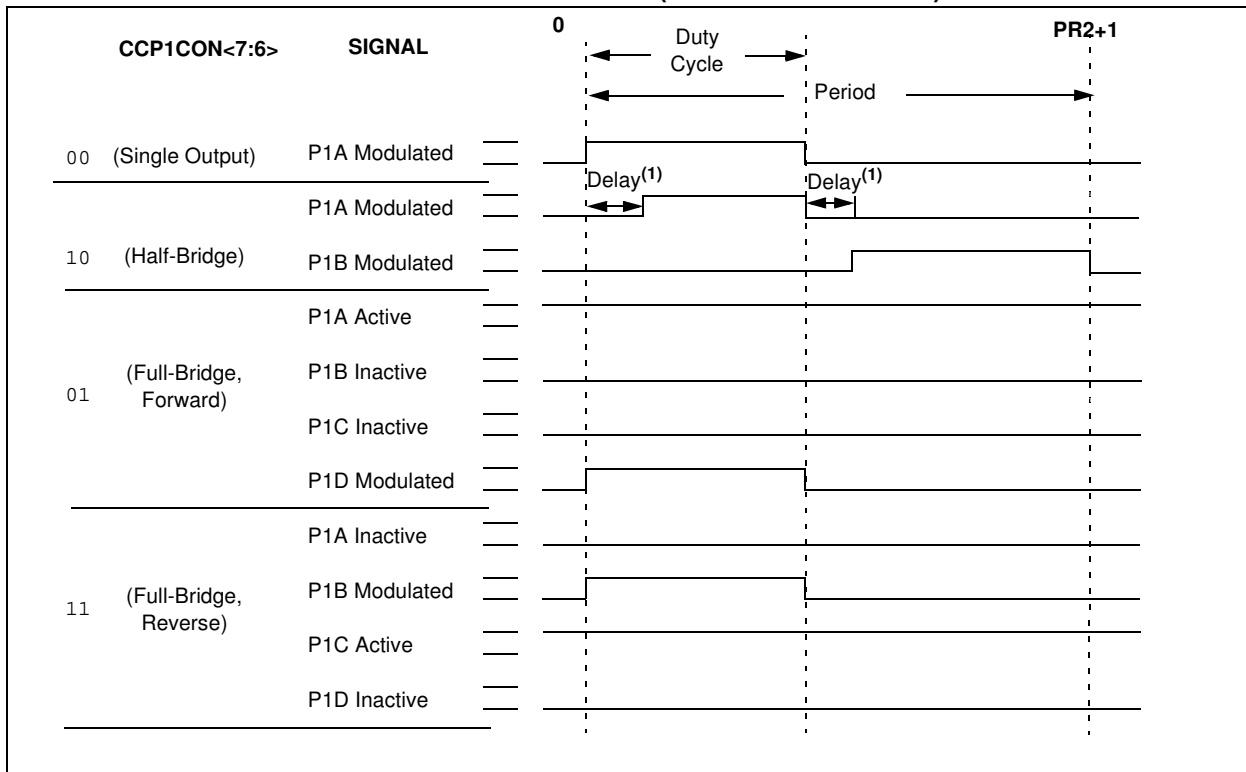 0
PR2+1
CCP1CON<7:6>
SIGNAL
Duty
Cycle
Period
00
(Single Output)
P1A Modulated
Delay(1)
Delay(1)
P1A Modulated
10
(Half-Bridge)
P1B Modulated
P1A Active
01
(Full-Bridge,
Forward)
P1B Inactive
P1C Inactive
P1D Modulated
P1A Inactive
11
(Full-Bridge,
Reverse)
P1B Modulated
P1C Active
P1D Inactive